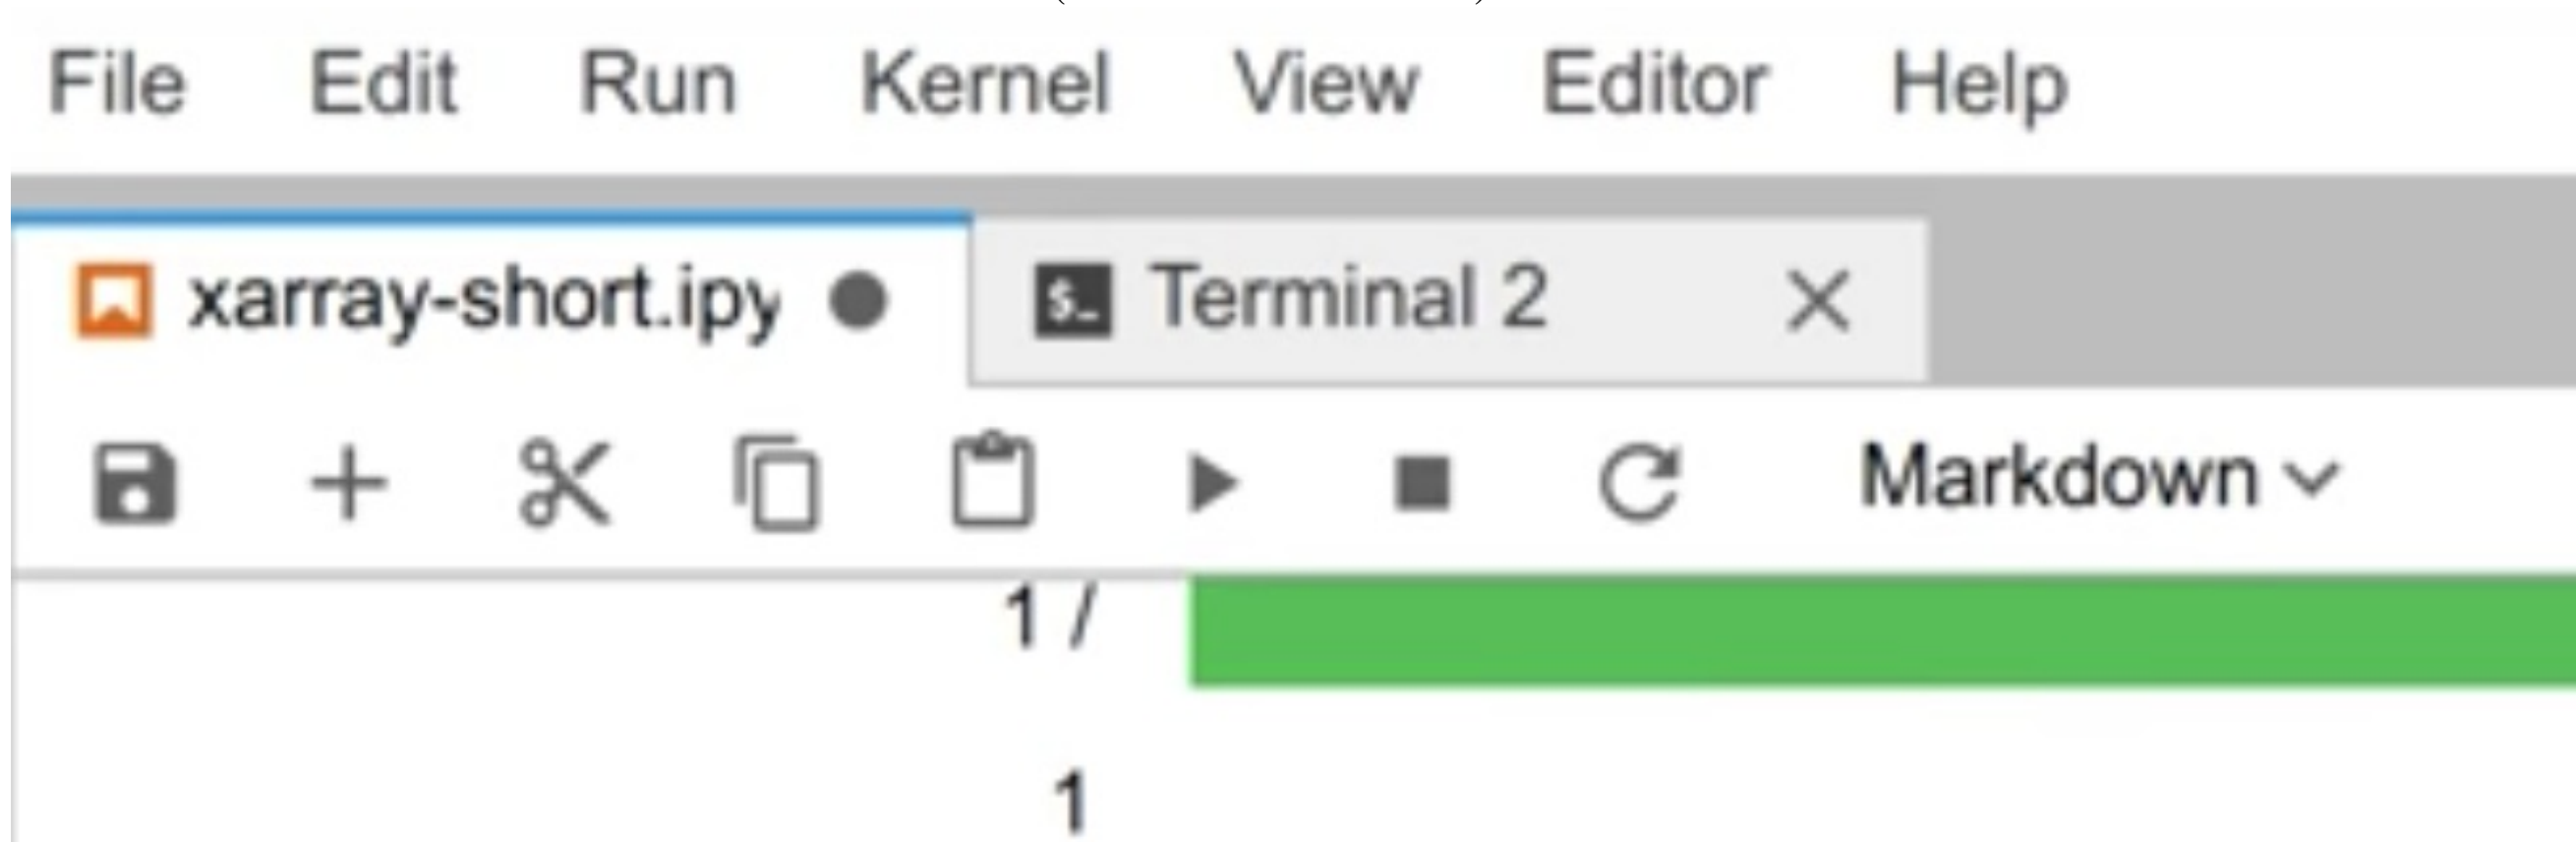 File Edit Run Kernel View Editor Help
xarray-short.ipy $_ Terminal 2
Markdown
1 /
1